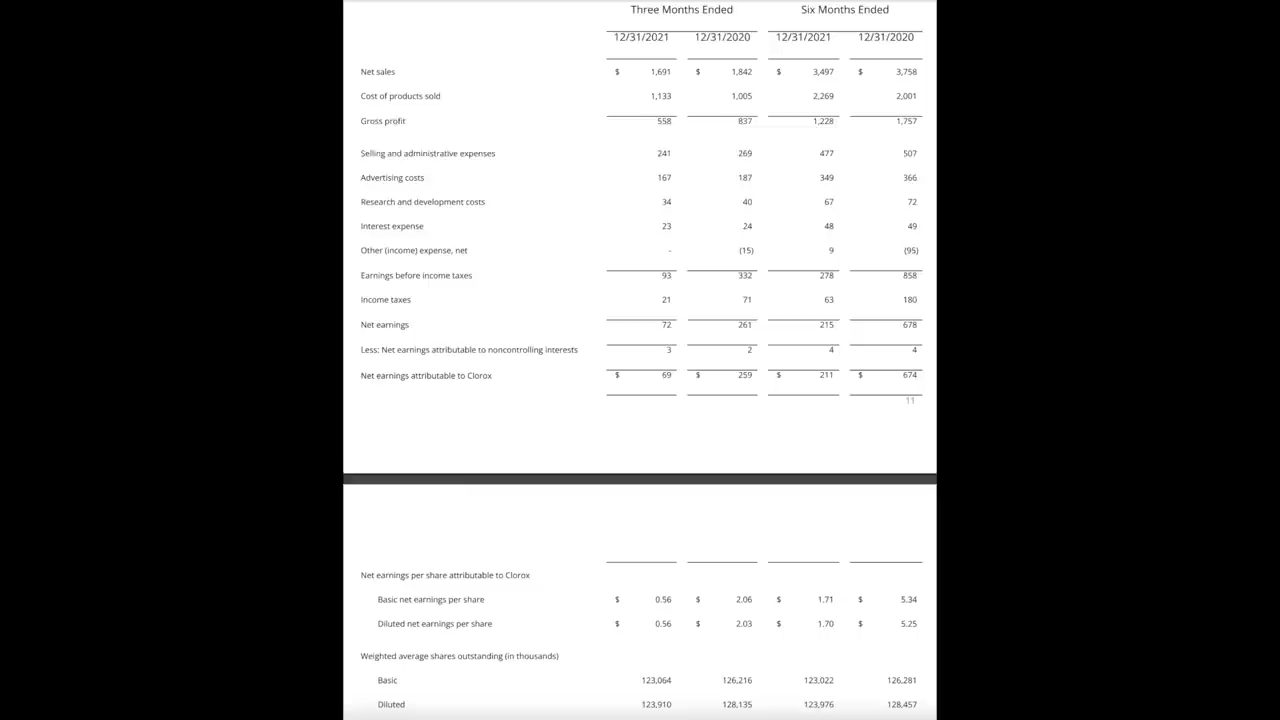 Three Months Ended Six Months Ended
12/31/2021 12/31/2020 12/31/2021 12/31/2020
Net sales $ 1,691 $ 1,842 $ 3,497 $ 3,758
Cost of products sold 1,133 1,005 2,269 2,001
Gross profit 558 837 1,228 1,757
Selling and administrative expenses 241 269 477 507
Advertising costs 167 187 349 366
Research and development costs 34 40 67 72
Interest expense 23 24 48 49
Other (income) expense, net - (15) 9 (95)
Earnings before income taxes 93 332 278 858
Income taxes 21 71 63 180
Net earnings 72 261 215 678
Less: Net earnings attributable to noncontrolling interests 3 2 4 4
Net earnings attributable to Clorox $ 69 $ 259 $ 211 $ 674
11
Net earnings per share attributable to Clorox
Basic net earnings per share $ 0.56 $ 2.06 $ 1.71 $ 5.34
Diluted net earnings per share $ 0.56 $ 2.03 $ 1.70 $ 5.25
Weighted average shares outstanding (in thousands)
Basic 123,064 126,216 123,022 126,281
Diluted 123,910 128,135 123,976 128,457